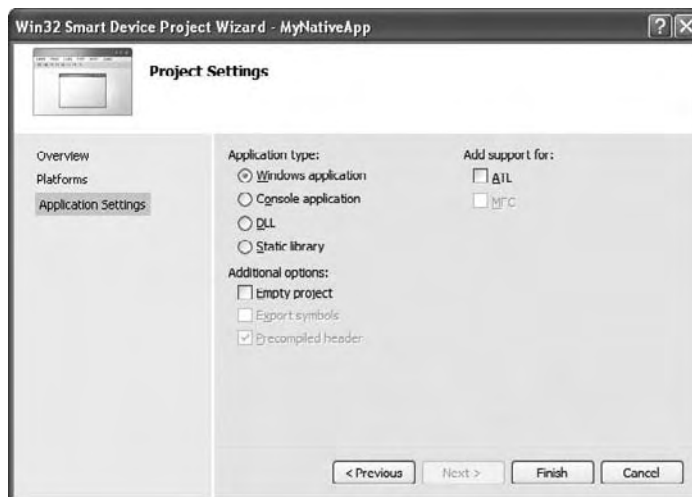 Win32 Smart Device Project Wizard - MyNativeApp
Project Settings
Overview
Platforms
Application Settings
Application type:
Windows application
Console application
DLL
Static library
Additional options:
Empty project
Export symbols
Precompiled header
Add support for:
ATL
MFC
< Previous
Next >
Finish
Cancel